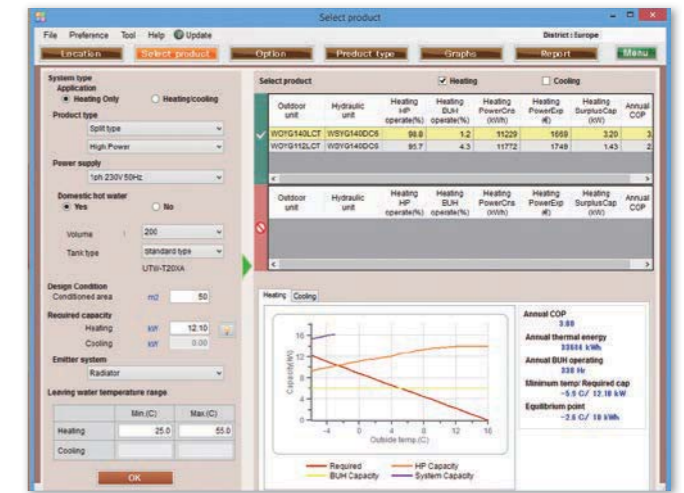 Select product
File Preference Tool Help Update District : Europe
Location Select product Option Product type Graphs Report Menu
System type
Application
Heating Only Heating/cooling
Product type
Split type
High Power
Power supply
1ph 230V 50Hz
Domestic hot water
Yes No
Volume : 200
Tank type Standard type
UTW-T20XA
Design Condition
Conditioned area m2 50
Required capacity
Heating kW 12.10
Cooling kW 0.00
Emitter system
Radiator
Leaving water temperature range
Min.(C) Max.(C)
Heating 25.0 55.0
Cooling
OK
Select product Heating Cooling
Outdoor unit Hydraulic unit Heating HP operate(%) Heating BUH operate(%) Heating PowerCns (kWh) Heating PowerExp (€) Heating SurplusCap (kW) Annual COP
WOYG140LCT WSYG140DC6 98.8 1.2 11229 1669 3.20 3
WOYG112LCT WSYG140DC6 95.7 4.3 11772 1749 1.43 2
Outdoor unit Hydraulic unit Heating HP operate(%) Heating BUH operate(%) Heating PowerCns (kWh) Heating PowerExp (€) Heating SurplusCap (kW) Annual COP
Heating Cooling
Capacity(kW)
16
12
8
4
0
-4 0 4 8 12 16
Outside temp.(C)
Required HP Capacity
BUH Capacity System Capacity
Annual COP
Annual thermal energy
kWh
Annual BUH operating
Hr
Minimum temp/ Required cap
-5.0 C/ 12.10 kW
Equilibrium point
-2.6 C/ 10 kWh